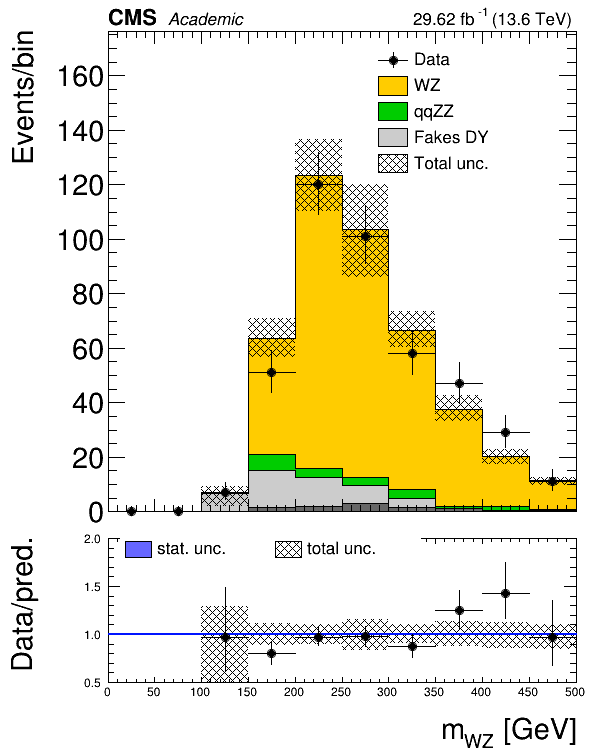 CMS Academic 29.62 fb⁻¹ (13.6 TeV)
Events/bin
160
140
120
100
80
60
40
20
0
Data
WZ
qqZZ
Fakes DY
Total unc.
Data/pred.
2.0
1.5
1.0
0.5
stat. unc. total unc.
0 50 100 150 200 250 300 350 400 450 500
m_WZ [GeV]